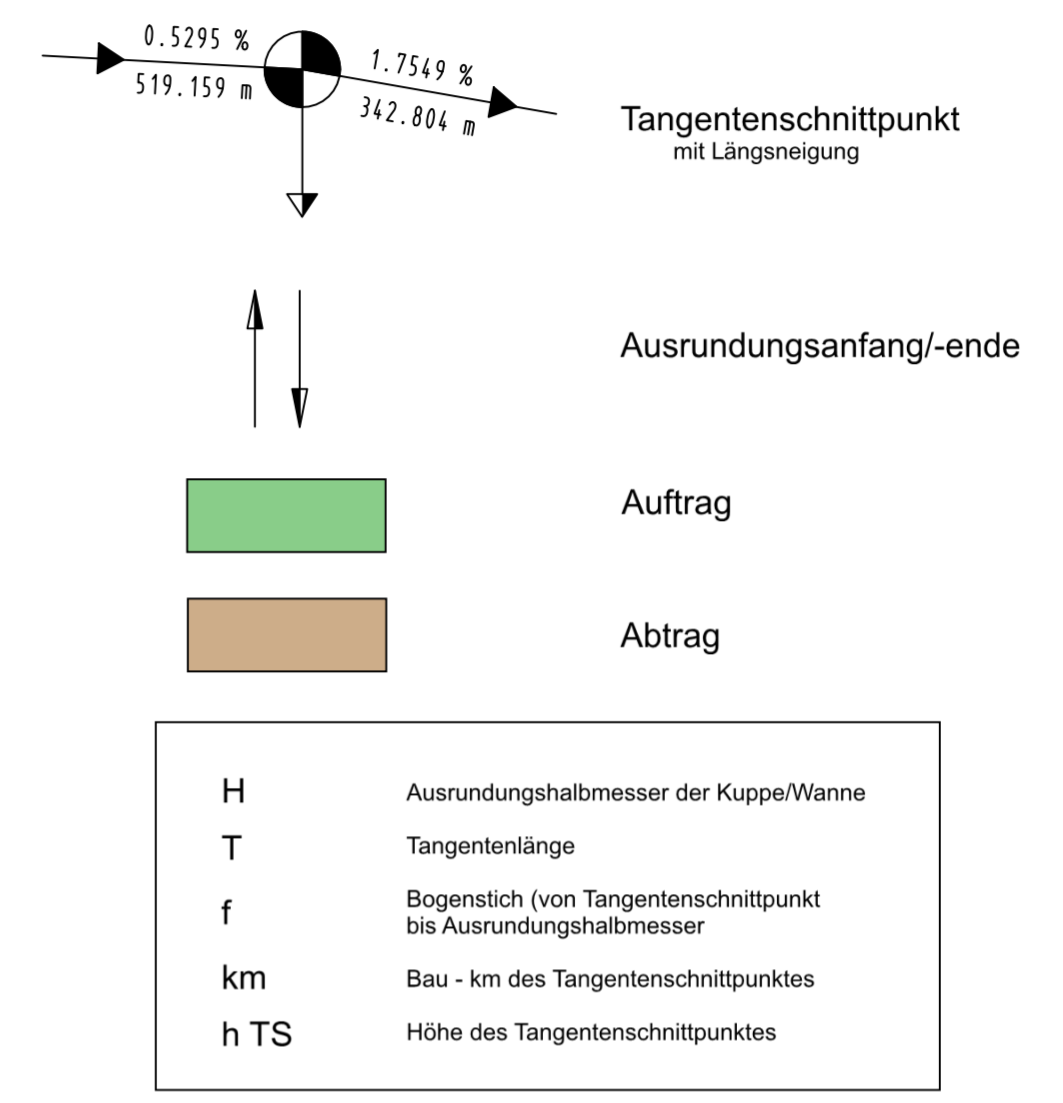 0.5295 %
519.159 m
1.7549 %
342.804 m
Tangentenschnittpunkt
mit Längsneigung
Ausrundungsanfang/-ende
Auftrag
Abtrag
H Ausrundungshalbmesser der Kuppe/Wanne
T Tangentenlänge
f Bogenstich (von Tangentenschnittpunkt
bis Ausrundungshalbmesser
km Bau - km des Tangentenschnittpunktes
h TS Höhe des Tangentenschnittpunktes